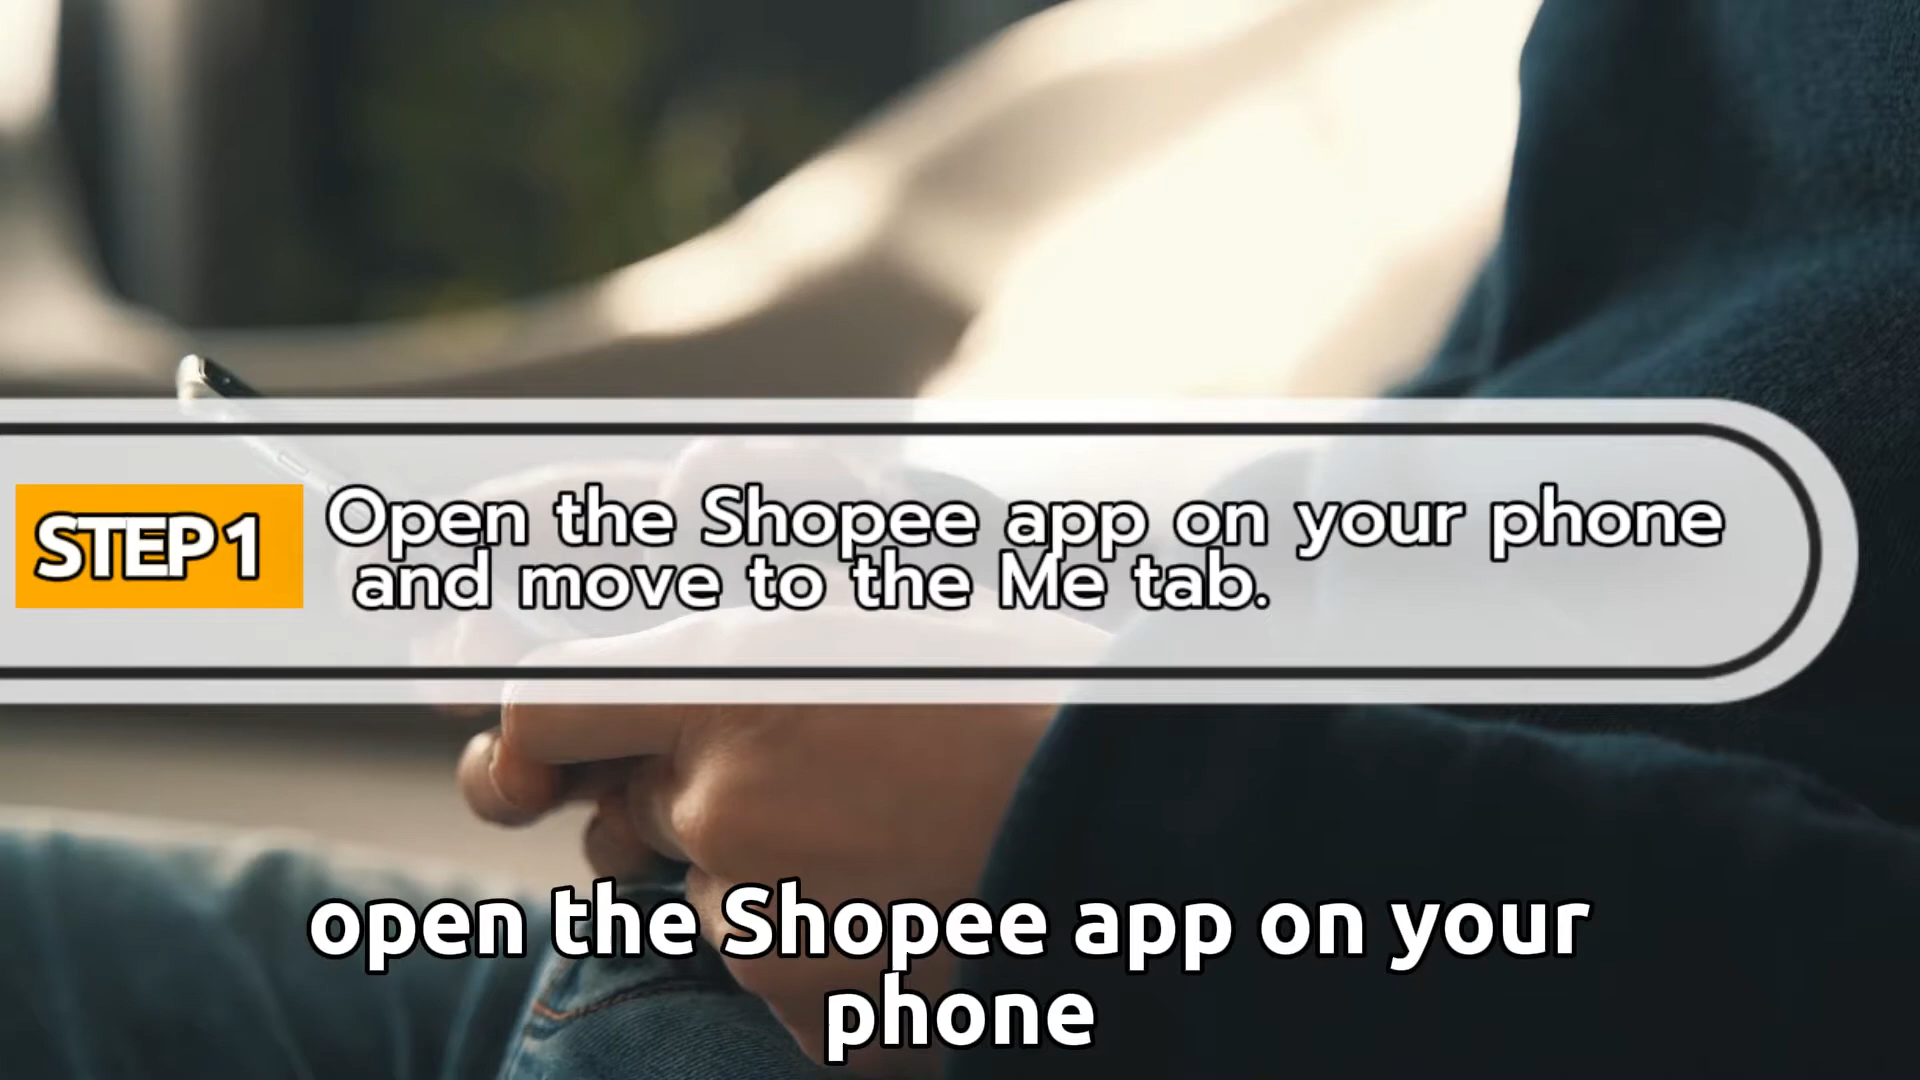 STEP 1
Open the Shopee app on your phone
and move to the Me tab.
open the Shopee app on your
phone